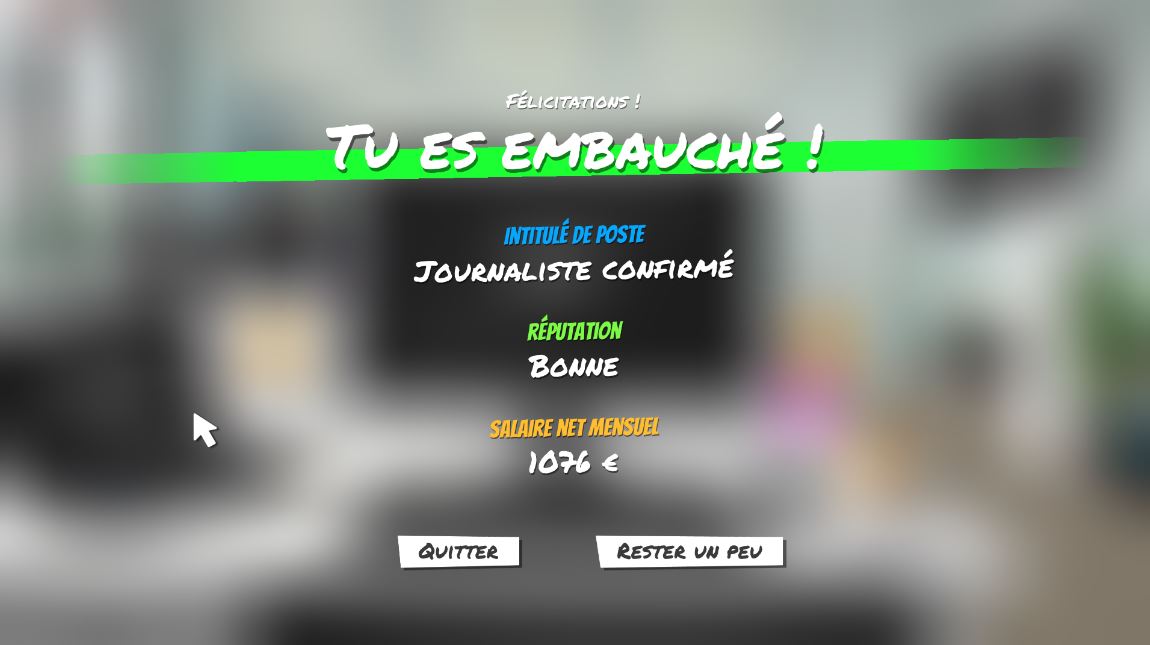 Félicitations !
Tu es embauché !
Intitulé de poste
Journaliste confirmé
Réputation
Bonne
Salaire net mensuel
1076 €
Quitter
Rester un peu